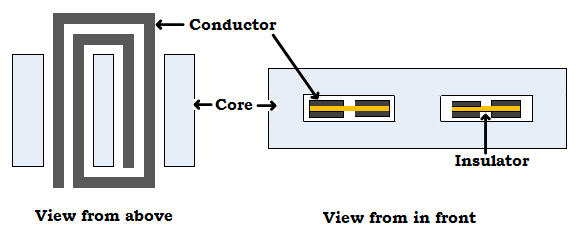 Conductor
Core
Insulator
View from above
View from in front